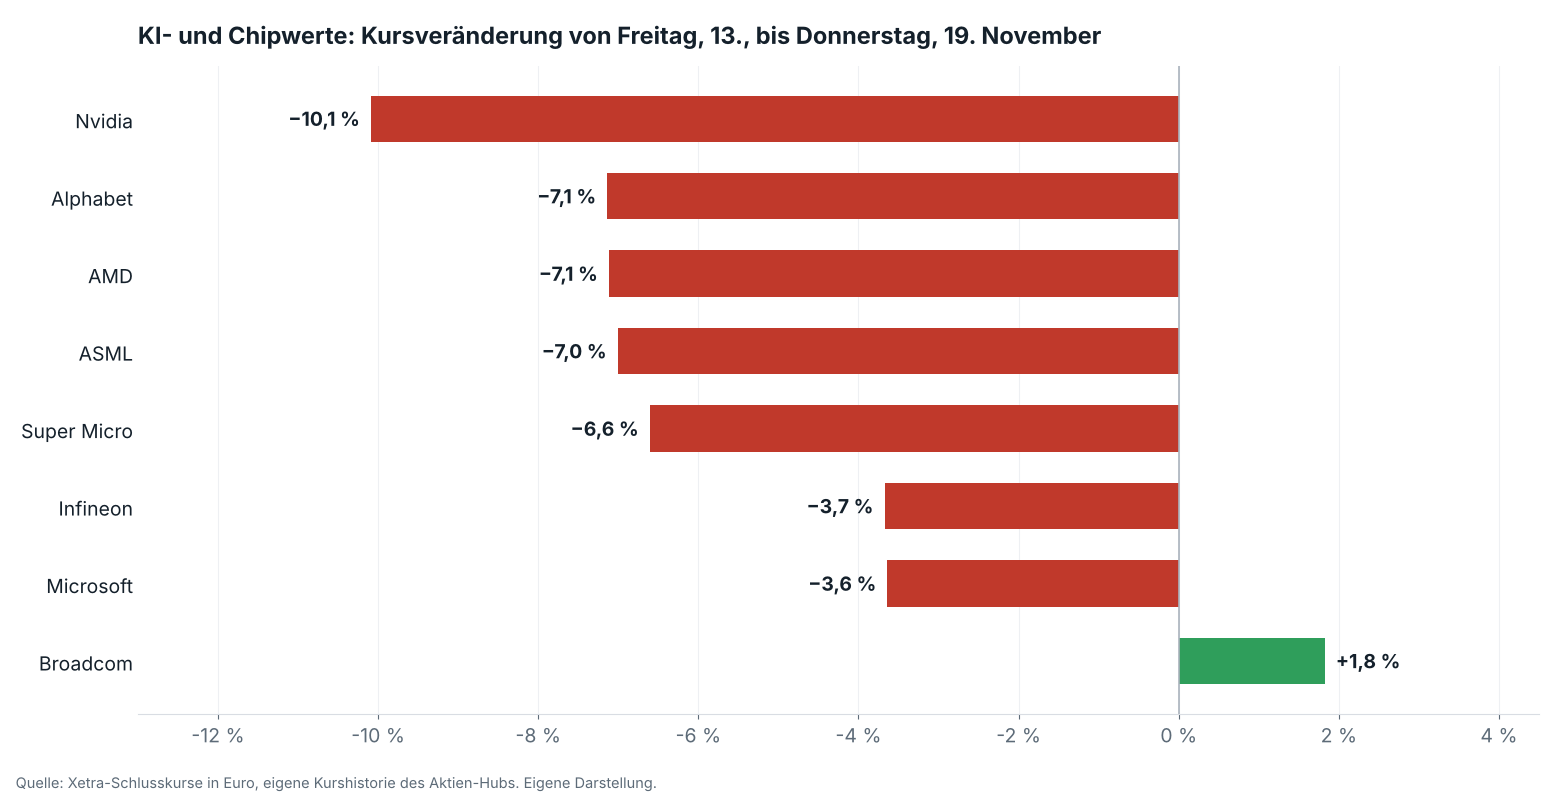 KI- und Chipwerte: Kursveränderung von Freitag, 13., bis Donnerstag, 19. November
Nvidia −10,1 %
Alphabet −7,1 %
AMD −7,1 %
ASML −7,0 %
Super Micro −6,6 %
Infineon −3,7 %
Microsoft −3,6 %
Broadcom +1,8 %
-12 % -10 % -8 % -6 % -4 % -2 % 0 % 2 % 4 %
Quelle: Xetra-Schlusskurse in Euro, eigene Kurshistorie des Aktien-Hubs. Eigene Darstellung.